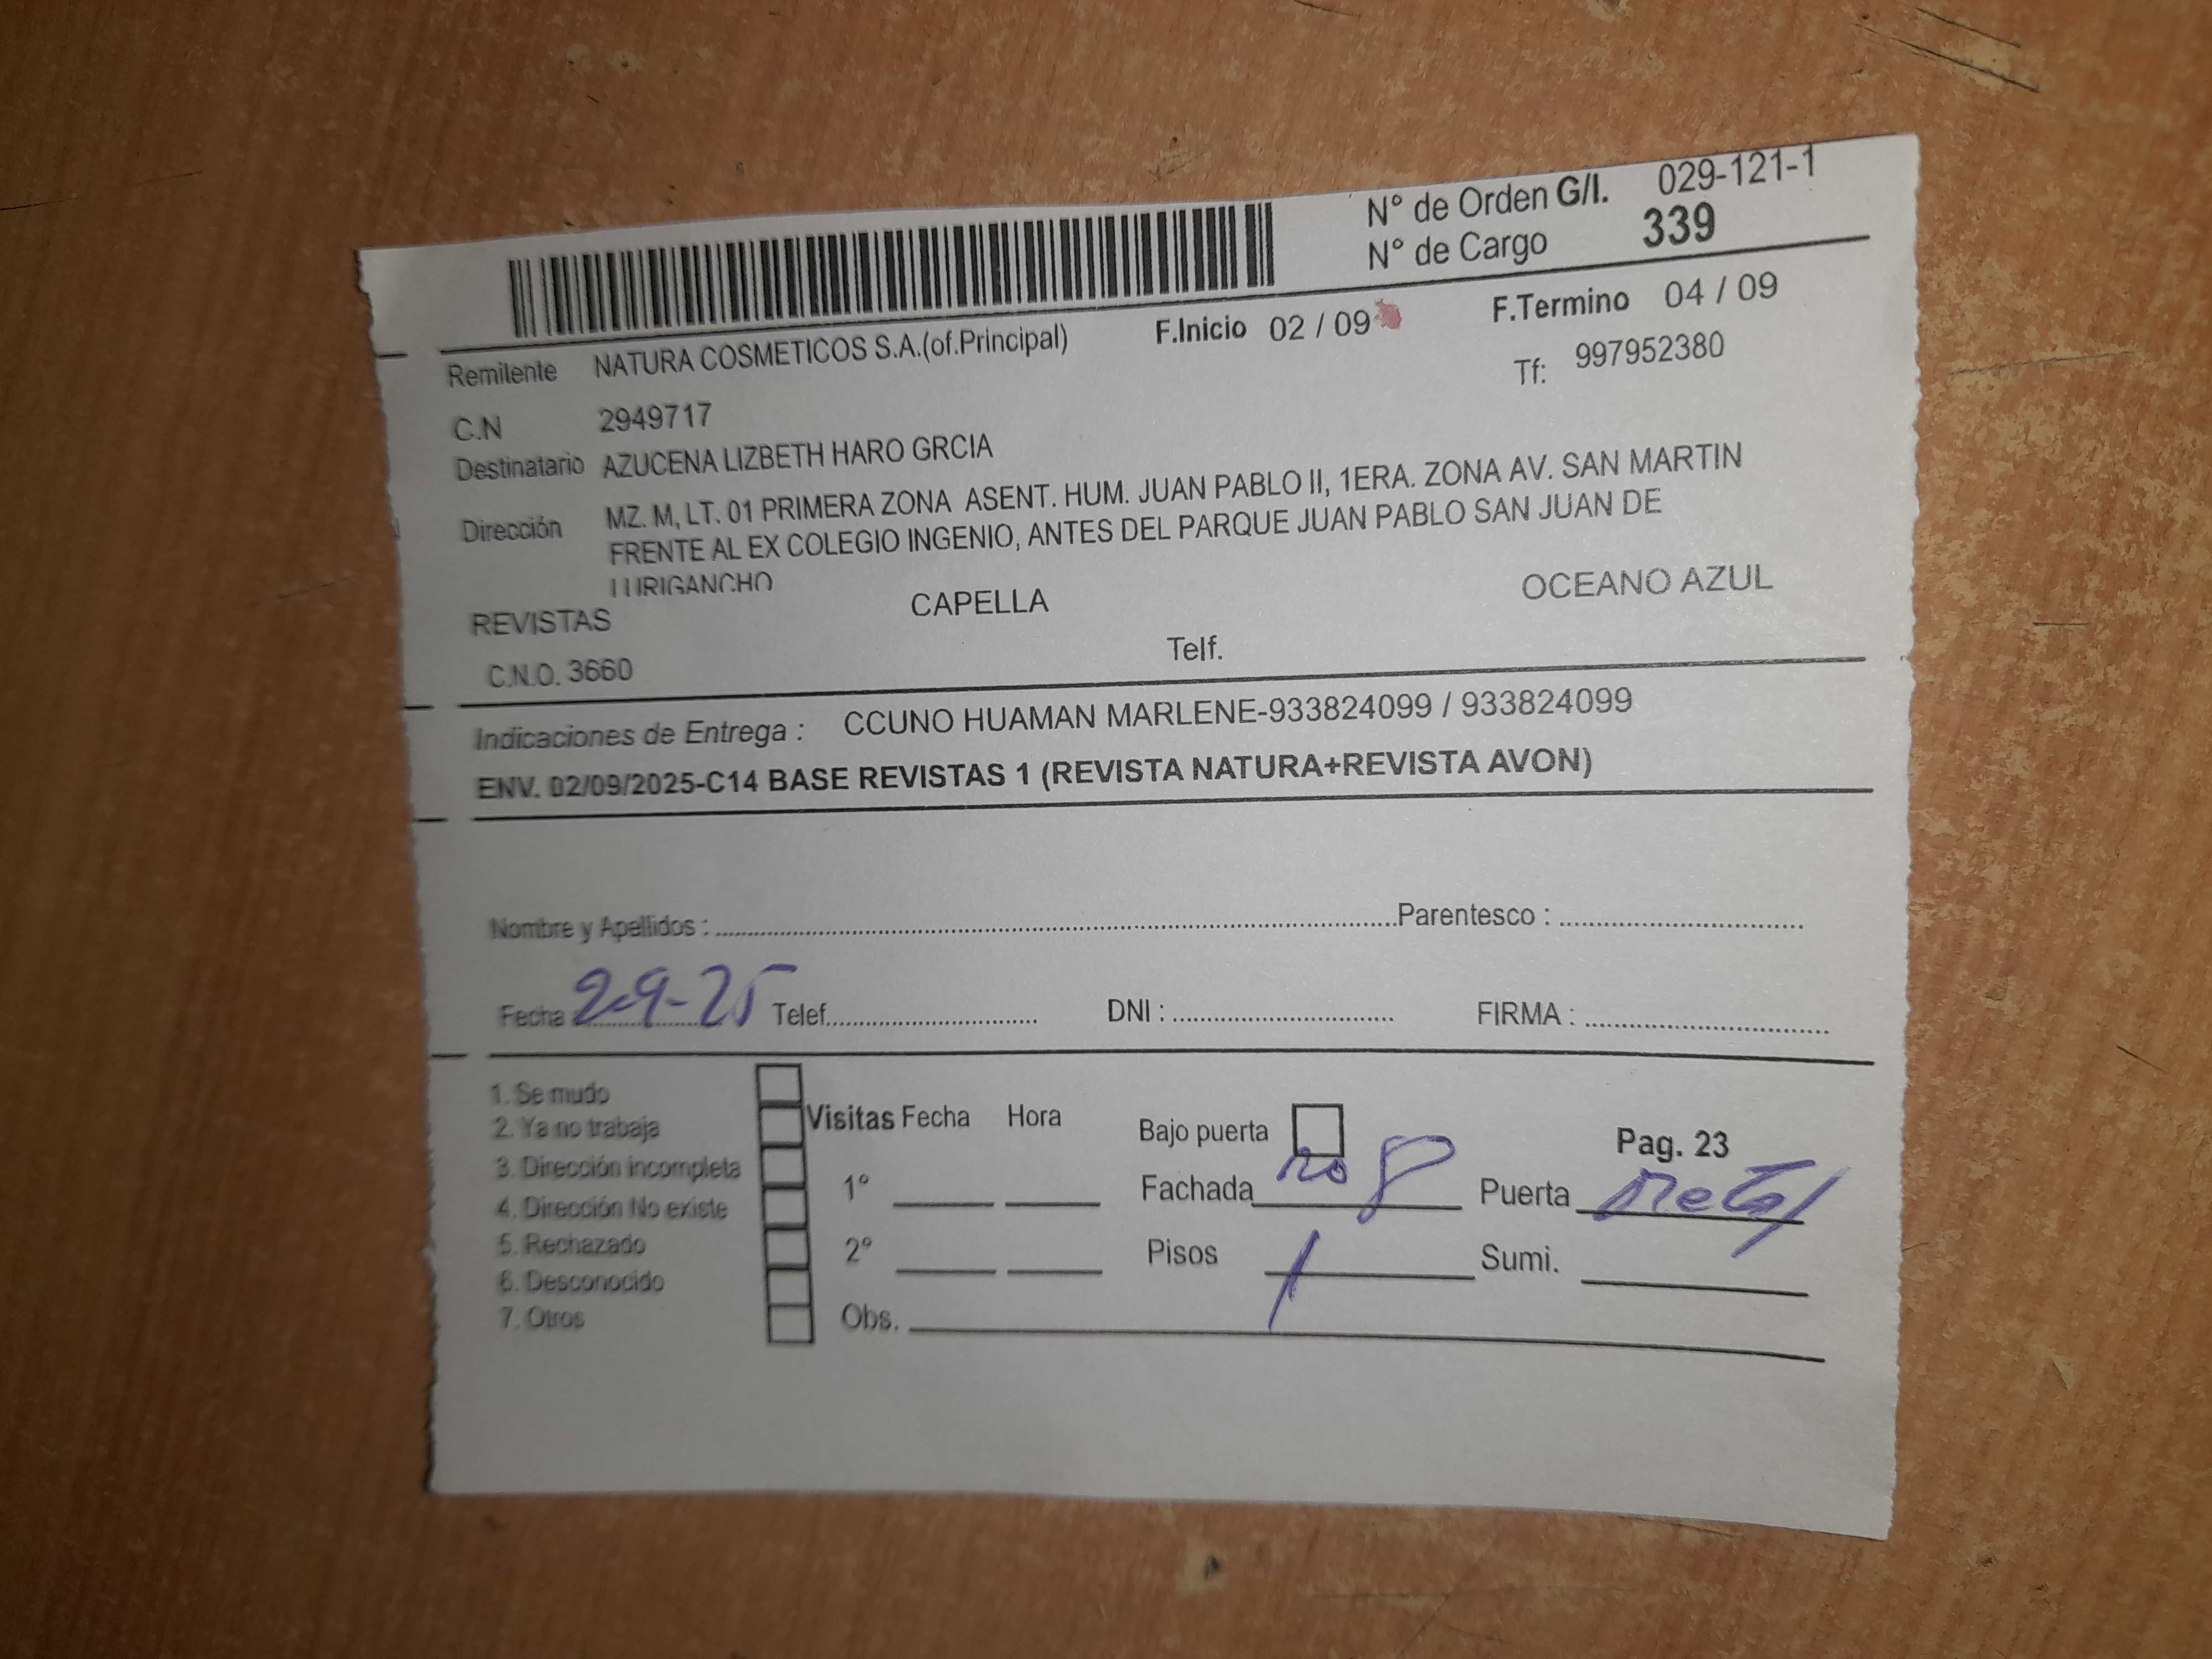 N° de Orden G/I. 029-121-1
N° de Cargo 339
F.Inicio 02 / 09 F.Termino 04 / 09
Remitente NATURA COSMETICOS S.A.(of.Principal) Tf: 997952380
C.N 2949717
Destinatario AZUCENA LIZBETH HARO GRCIA
Dirección MZ. M, LT. 01 PRIMERA ZONA ASENT. HUM. JUAN PABLO II, 1ERA. ZONA AV. SAN MARTIN
FRENTE AL EX COLEGIO INGENIO, ANTES DEL PARQUE JUAN PABLO SAN JUAN DE
LURIGANCHO
REVISTAS CAPELLA OCEANO AZUL
C.N.O. 3660 Telf.
Indicaciones de Entrega : CCUNO HUAMAN MARLENE-933824099 / 933824099
ENV. 02/09/2025-C14 BASE REVISTAS 1 (REVISTA NATURA+REVISTA AVON)
Nombre y Apellidos : Parentesco :
Fecha 2-9-25 Telef. DNI : FIRMA :
1. Se mudo
2. Ya no trabaja
3. Dirección incompleta
4. Dirección No existe
5. Rechazado
6. Desconocido
7. Otros
Visitas Fecha Hora
1°
2°
Obs.
Bajo puerta Pag. 23
Fachada Puerta Metal
Pisos 1 Sumi.